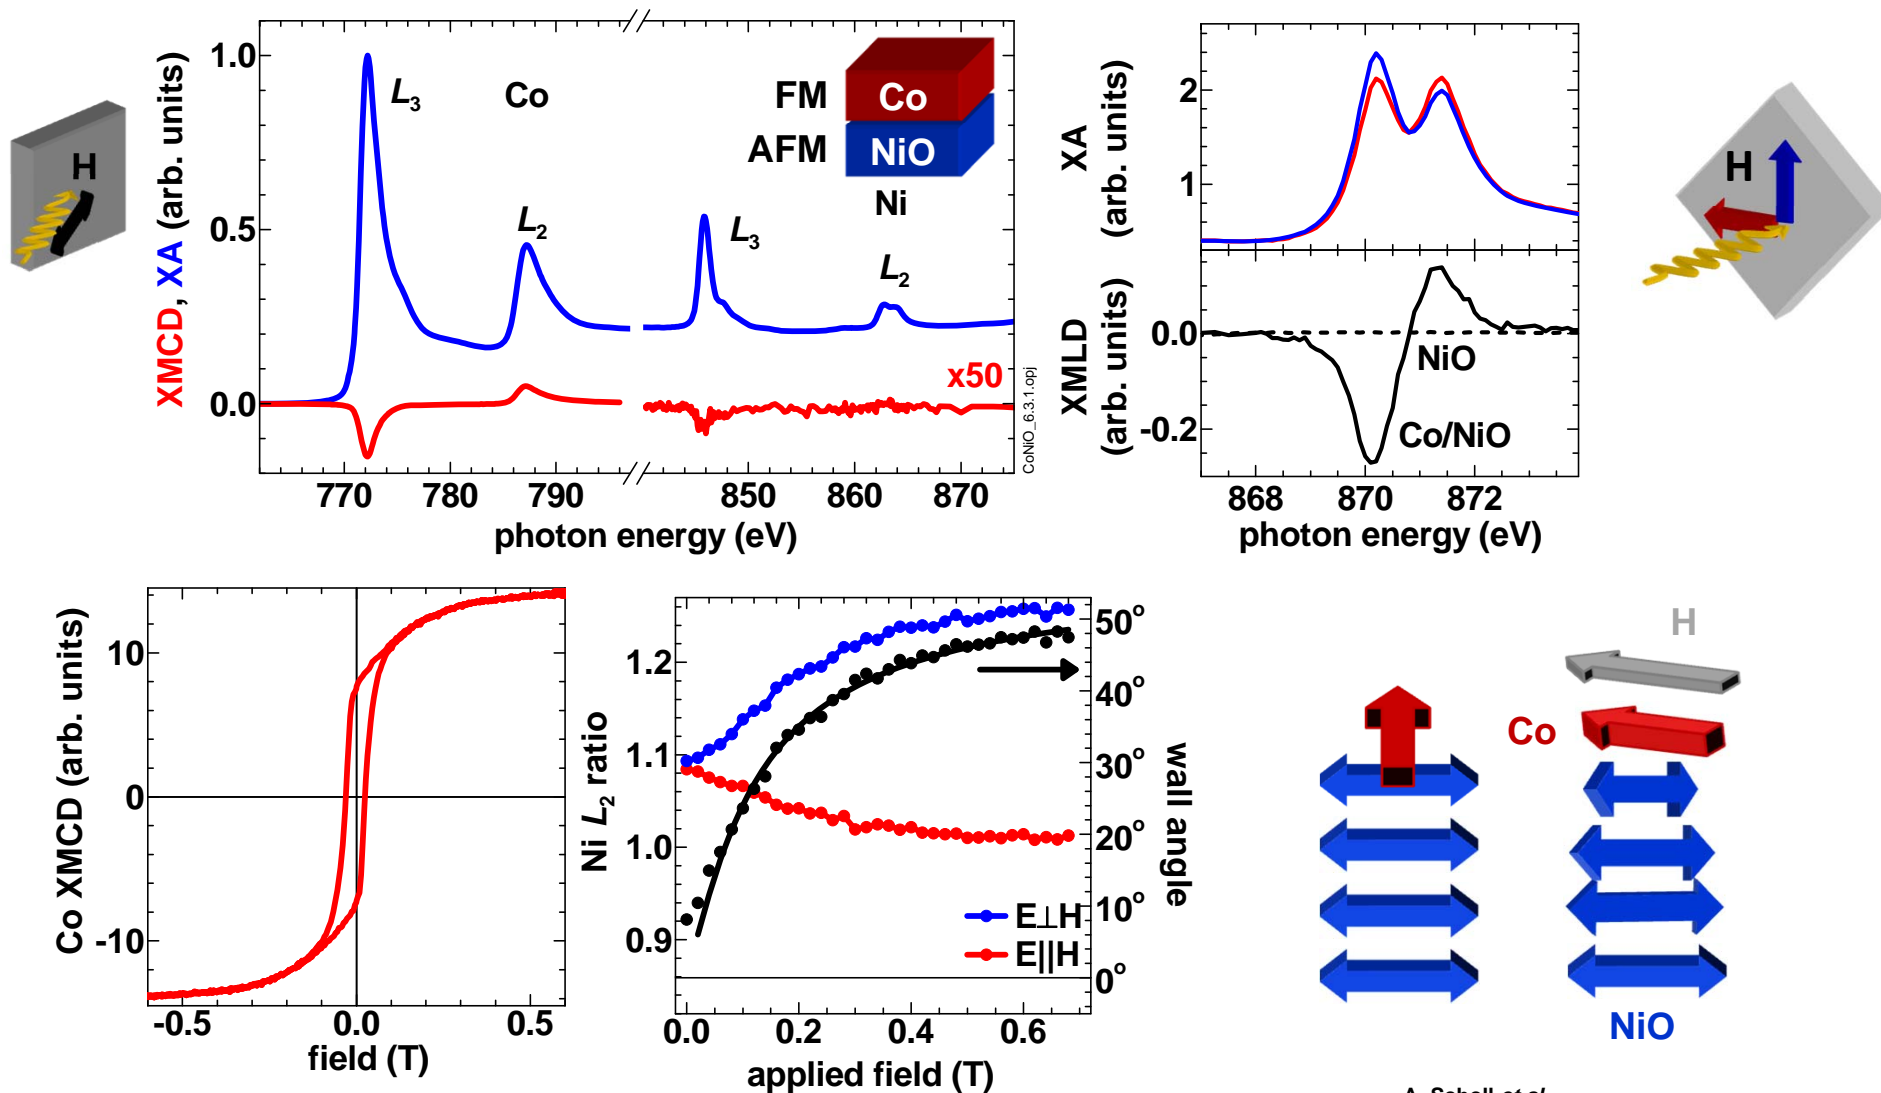 XMCD, XA (arb. units)
1.0
0.5
0.0
L3
Co
L2
FM
Co
AFM
NiO
Ni
L3
L2
x50
CoNiO_6.3.1.opj
770 780 790 850 860 870
photon energy (eV)
H
XA
(arb. units)
2
1
XMLD
(arb. units)
0.0
-0.2
NiO
Co/NiO
868 870 872
photon energy (eV)
H
Co XMCD (arb. units)
10
0
-10
-0.5 0.0 0.5
field (T)
Ni L2 ratio
1.2
1.1
1.0
0.9
50°
40°
30°
20°
10°
0°
wall angle
E⊥H
E||H
0.0 0.2 0.4 0.6
applied field (T)
H
Co
NiO